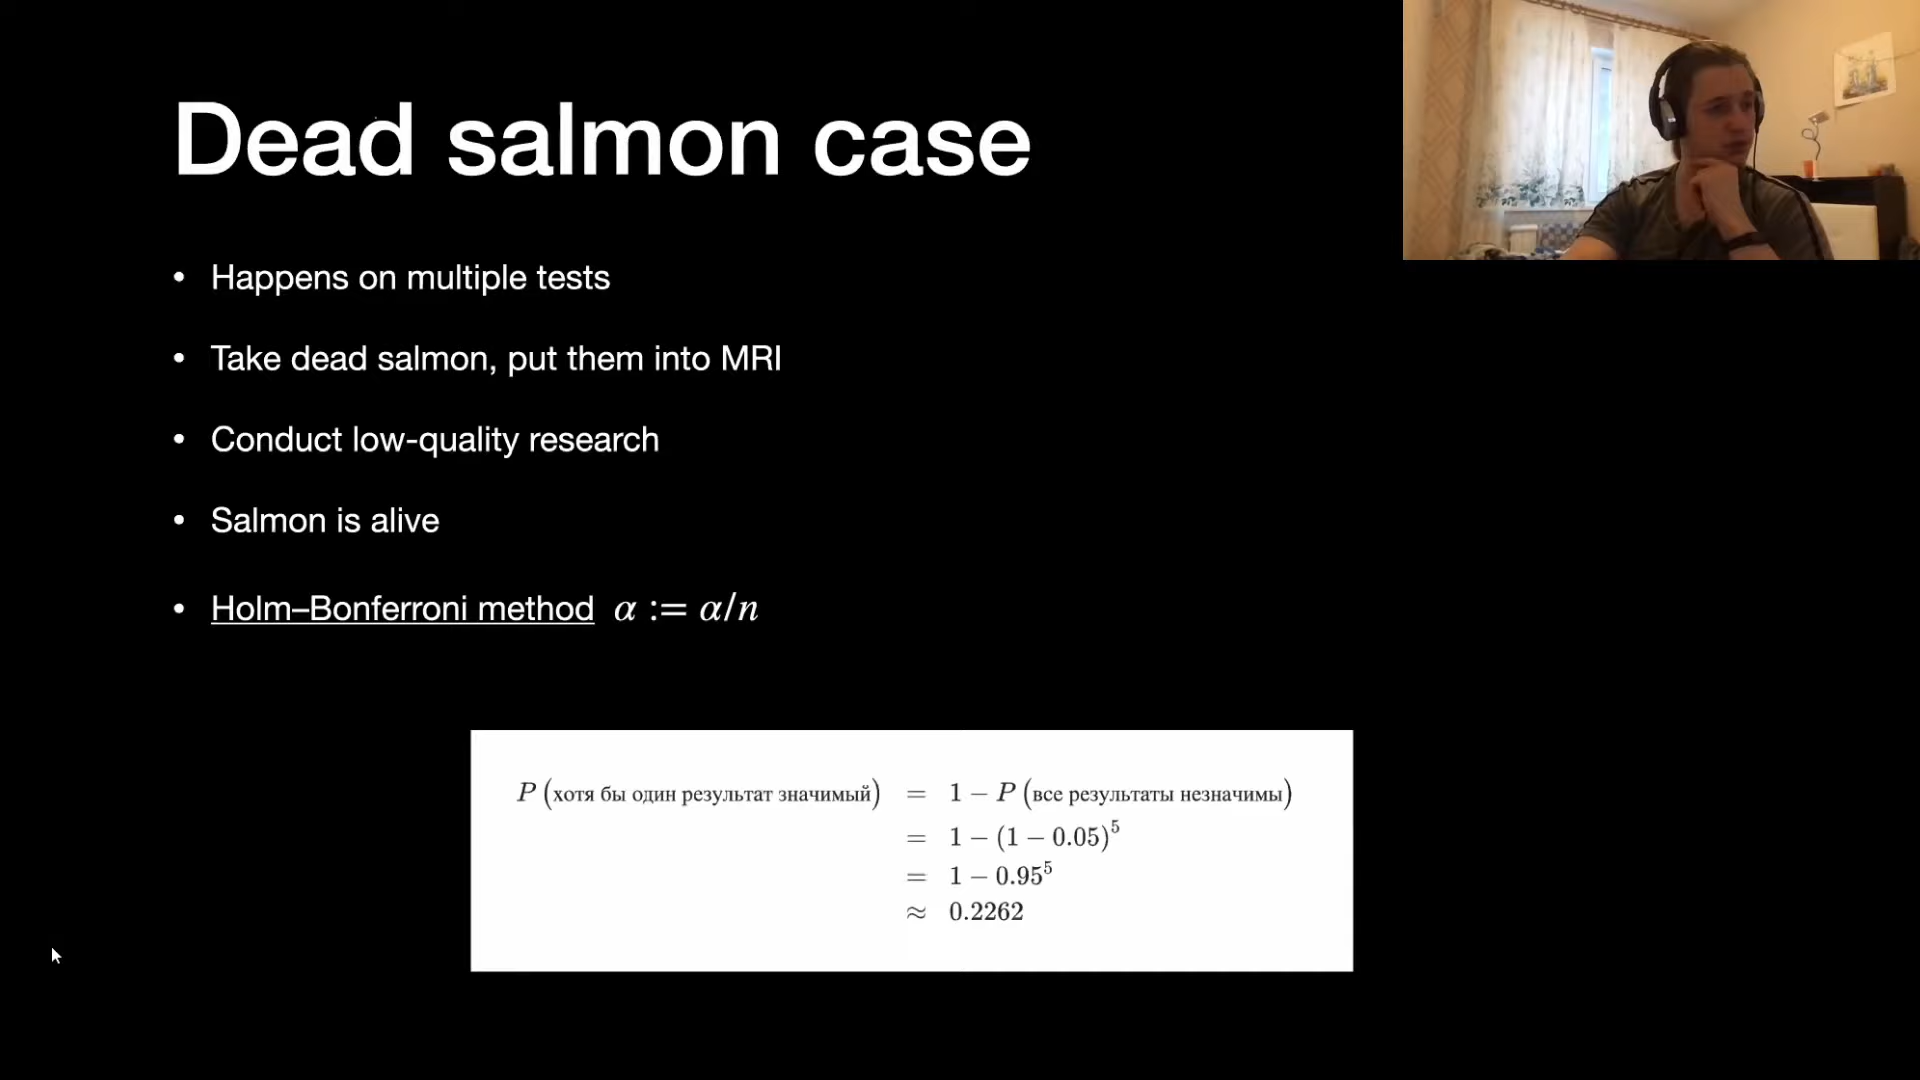 Dead salmon case
• Happens on multiple tests
• Take dead salmon, put them into MRI
• Conduct low-quality research
• Salmon is alive
• Holm–Bonferroni method α := α/n
P (хотя бы один результат значимый) = 1 − P (все результаты незначимы)
= 1 − (1 − 0.05)⁵
= 1 − 0.95⁵
≈ 0.2262